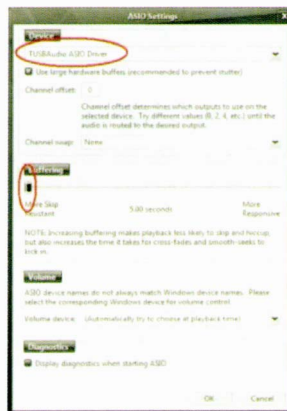 ASIO Settings
Device
TUSBAudio ASIO Driver
Use large hardware buffers (recommended to prevent stutter)
Channel offset: 0
Channel offset determines which outputs to use on the
selected device. Try different values (0, 2, 4, etc.) until the
audio is routed to the desired output.
Channel swap: None
Buffering
More Skip
Resistant
5.00 seconds
More
Responsive
NOTE: Increasing buffering makes playback less likely to skip and hiccup,
but also increases the time it takes for cross-fades and smooth-seeks to
kick in.
Volume
ASIO device names do not always match Windows device names. Please
select the corresponding Windows device for volume control.
Volume device: (Automatically try to choose at playback time)
Diagnostics
Display diagnostics when starting ASIO
OK
Cancel